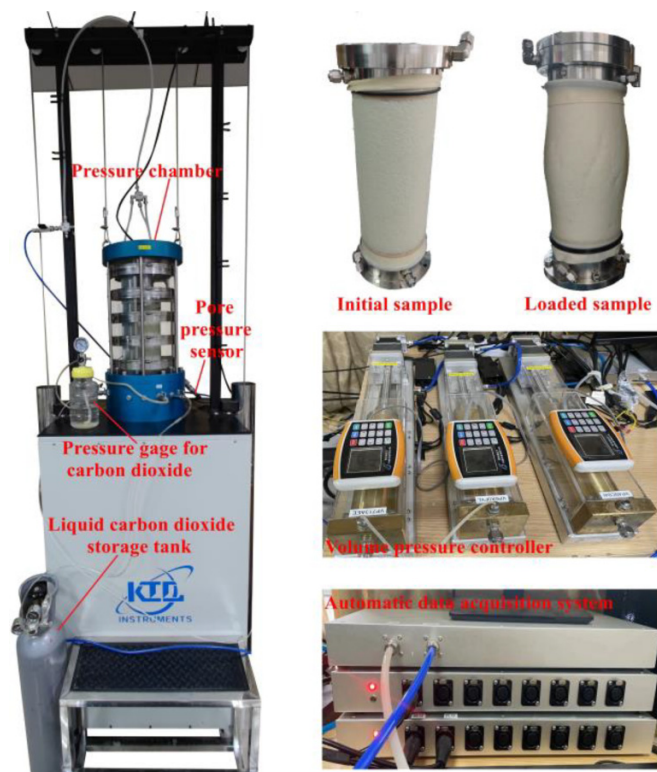 Pressure chamber
Pore
pressure
sensor
Pressure gage for
carbon dioxide
Liquid carbon dioxide
storage tank
KTL
INSTRUMENTS
Initial sample
Loaded sample
Volume pressure controller
Automatic data acquisition system